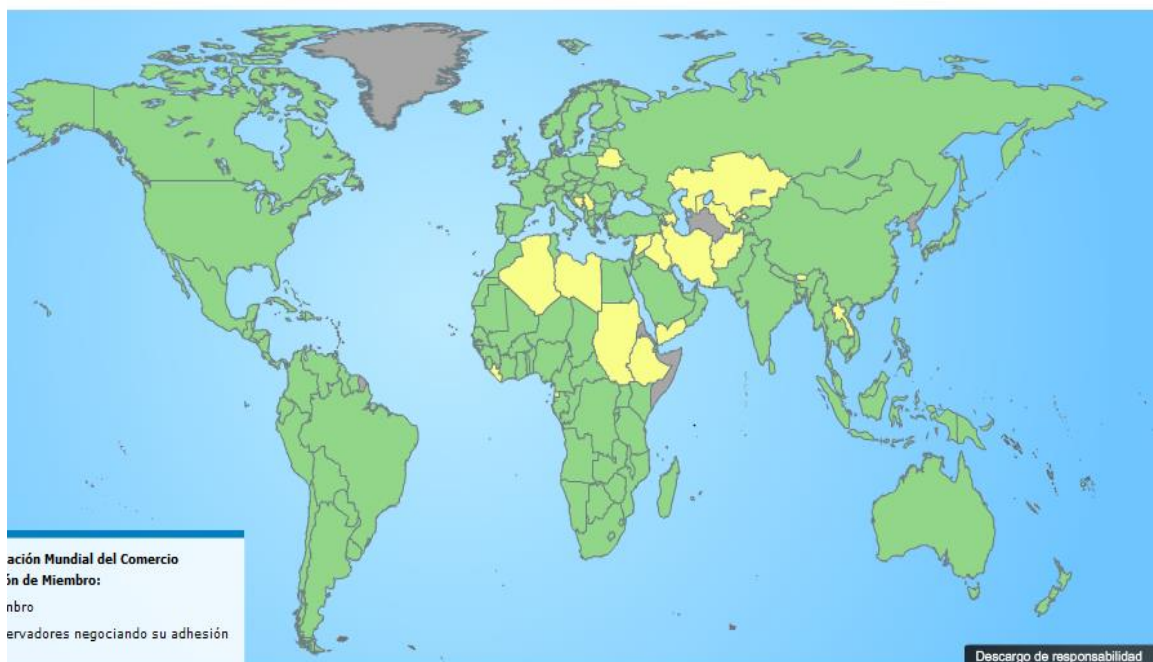 ación Mundial del Comercio
ón de Miembro:
nbro
ervadores negociando su adhesión
Descargo de responsabilidad